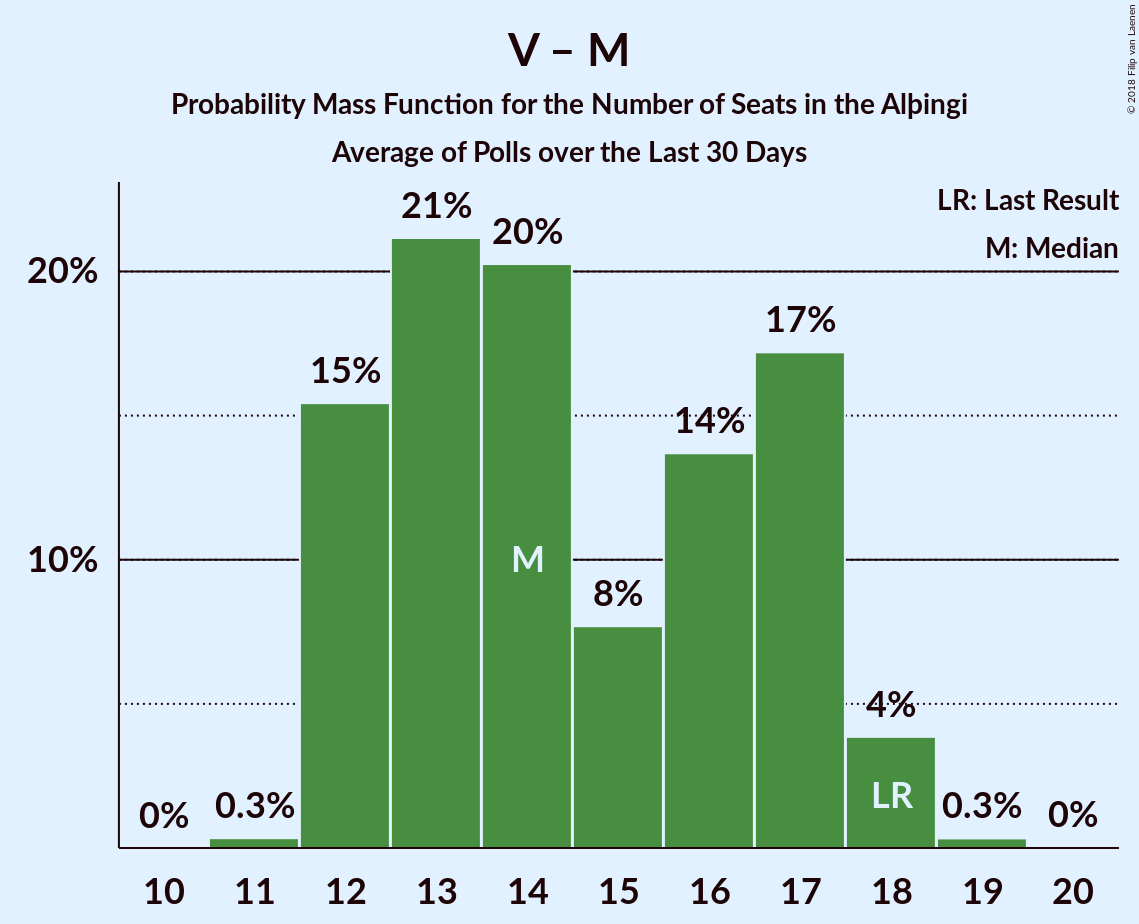 V – M
Probability Mass Function for the Number of Seats in the Alþingi
Average of Polls over the Last 30 Days
© 2018 Filip van Laenen
LR: Last Result
M: Median
20%
10%
0%
0.3%
15%
21%
20%
8%
14%
17%
4%
0.3%
0%
M
LR
10 11 12 13 14 15 16 17 18 19 20